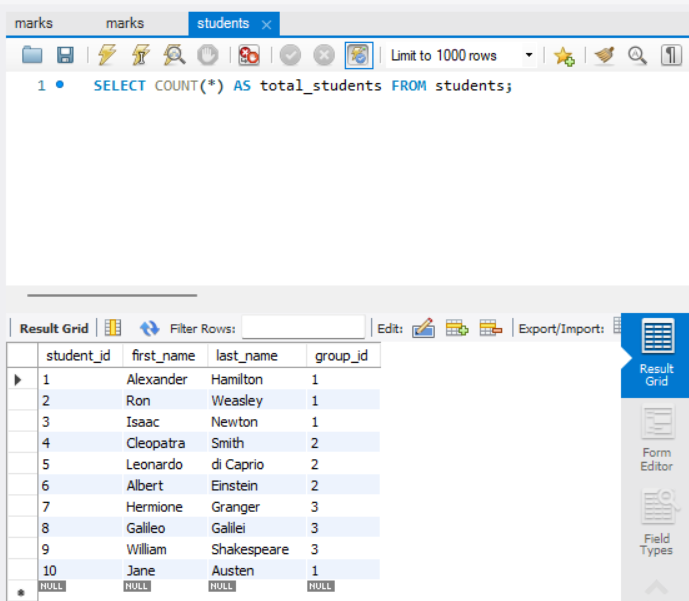 marks marks students ×
Limit to 1000 rows
1 SELECT COUNT(*) AS total_students FROM students;
Result Grid Filter Rows: Edit: Export/Import:
student_id first_name last_name group_id
1 Alexander Hamilton 1
2 Ron Weasley 1
3 Isaac Newton 1
4 Cleopatra Smith 2
5 Leonardo di Caprio 2
6 Albert Einstein 2
7 Hermione Granger 3
8 Galileo Galilei 3
9 William Shakespeare 3
10 Jane Austen 1
NULL NULL NULL NULL
Result
Grid
Form
Editor
Field
Types